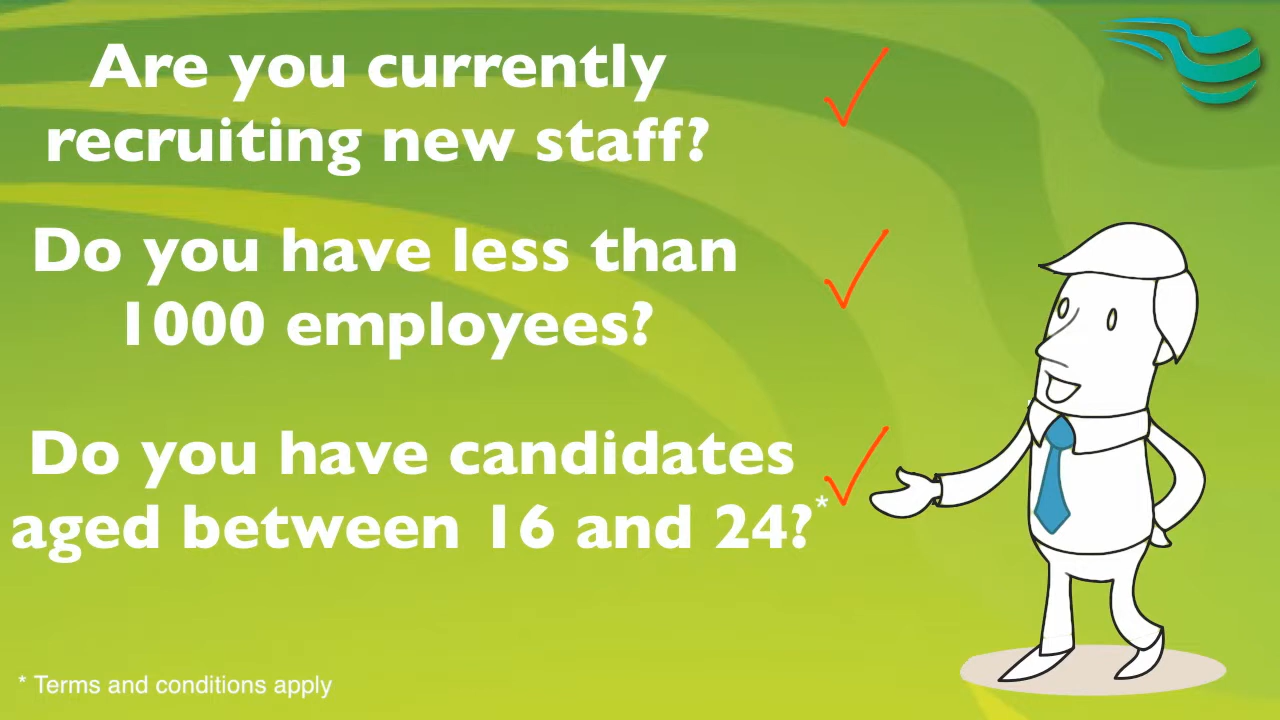 Are you currently
recruiting new staff?
Do you have less than
1000 employees?
Do you have candidates
aged between 16 and 24?*
* Terms and conditions apply